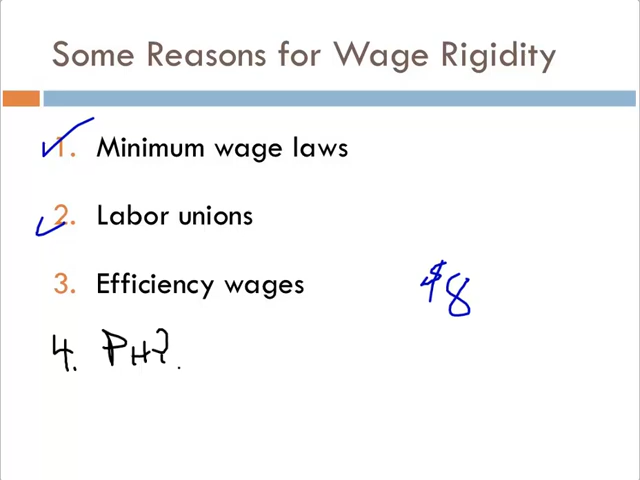 Some Reasons for Wage Rigidity
1. Minimum wage laws
2. Labor unions
3. Efficiency wages $8
4. PH?